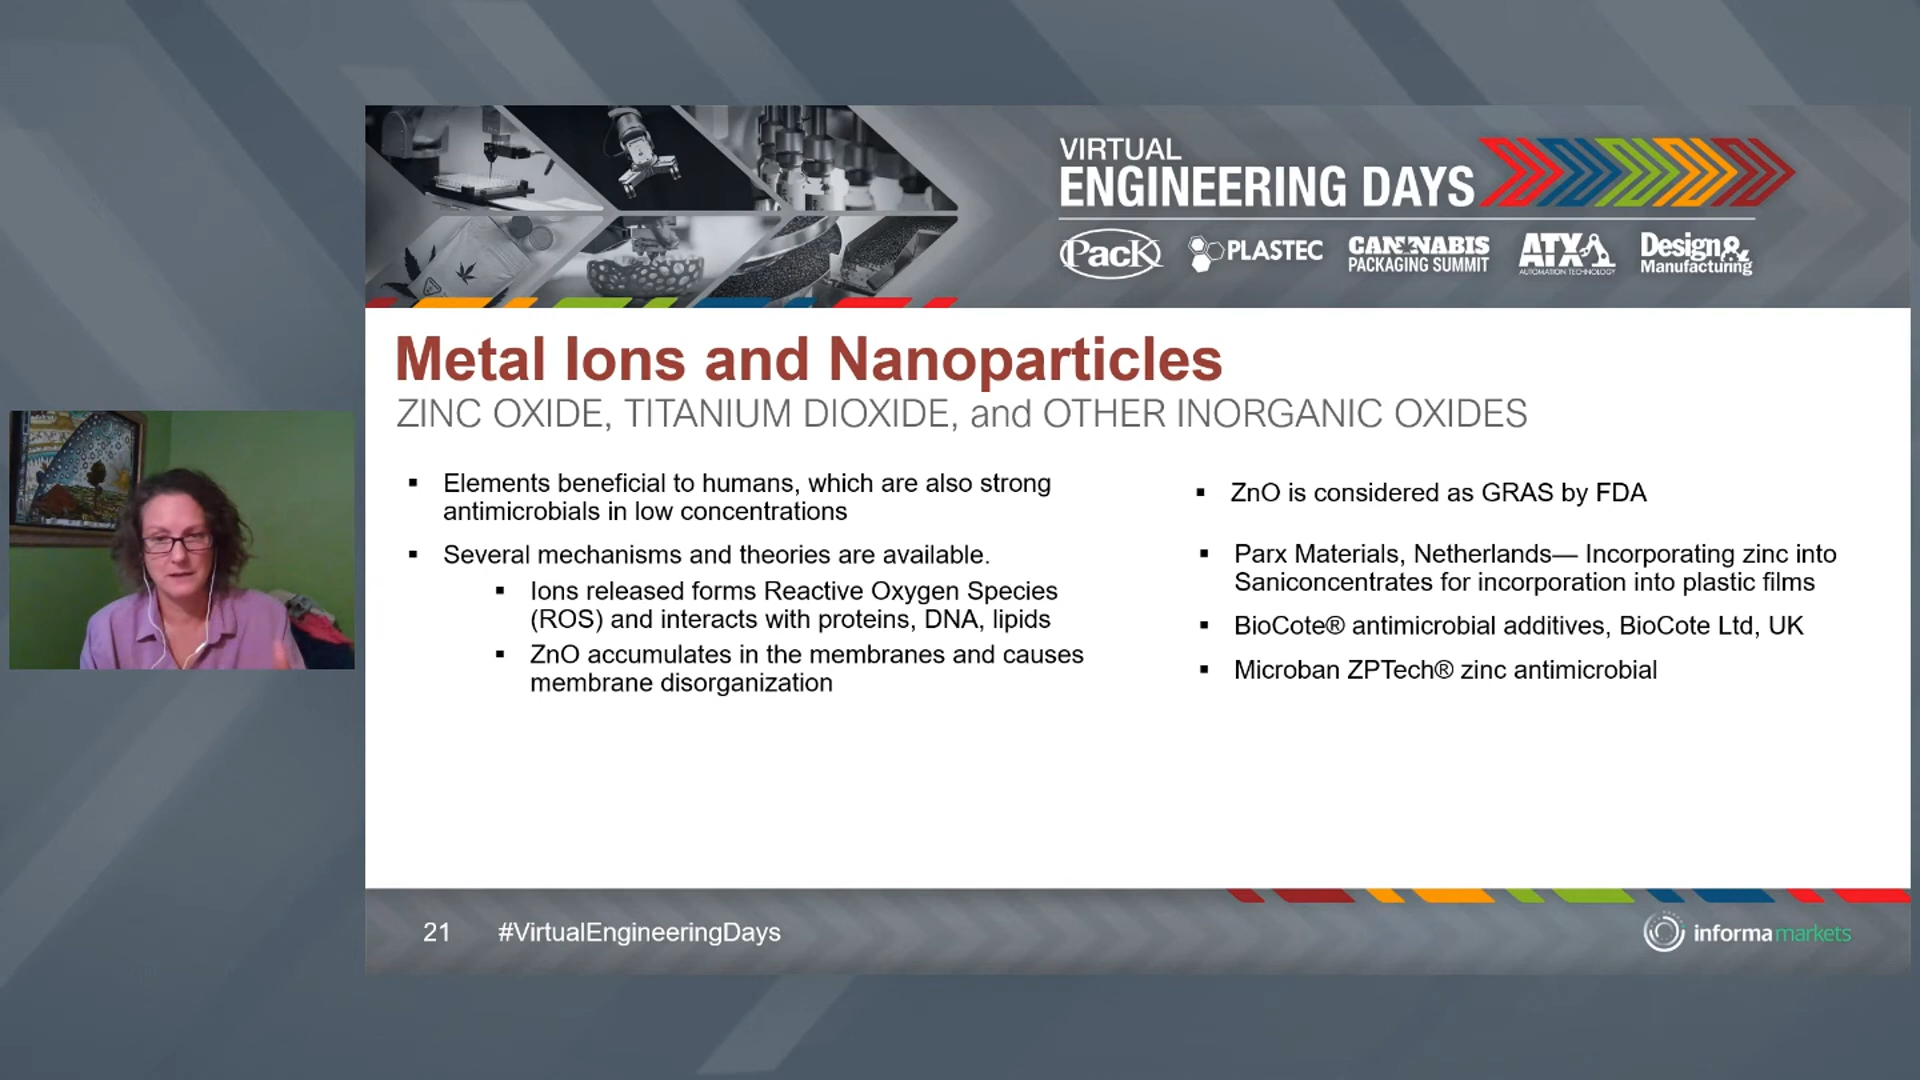 VIRTUAL
ENGINEERING DAYS
PacK
PLASTEC
CANNABIS
PACKAGING SUMMIT
ATX
AUTOMATION TECHNOLOGY
Design&
Manufacturing
Metal Ions and Nanoparticles
ZINC OXIDE, TITANIUM DIOXIDE, and OTHER INORGANIC OXIDES
▪ Elements beneficial to humans, which are also strong
antimicrobials in low concentrations
▪ Several mechanisms and theories are available.
▪ Ions released forms Reactive Oxygen Species
(ROS) and interacts with proteins, DNA, lipids
▪ ZnO accumulates in the membranes and causes
membrane disorganization
▪ ZnO is considered as GRAS by FDA
▪ Parx Materials, Netherlands— Incorporating zinc into
Saniconcentrates for incorporation into plastic films
▪ BioCote® antimicrobial additives, BioCote Ltd, UK
▪ Microban ZPTech® zinc antimicrobial
21
#VirtualEngineeringDays
informa markets